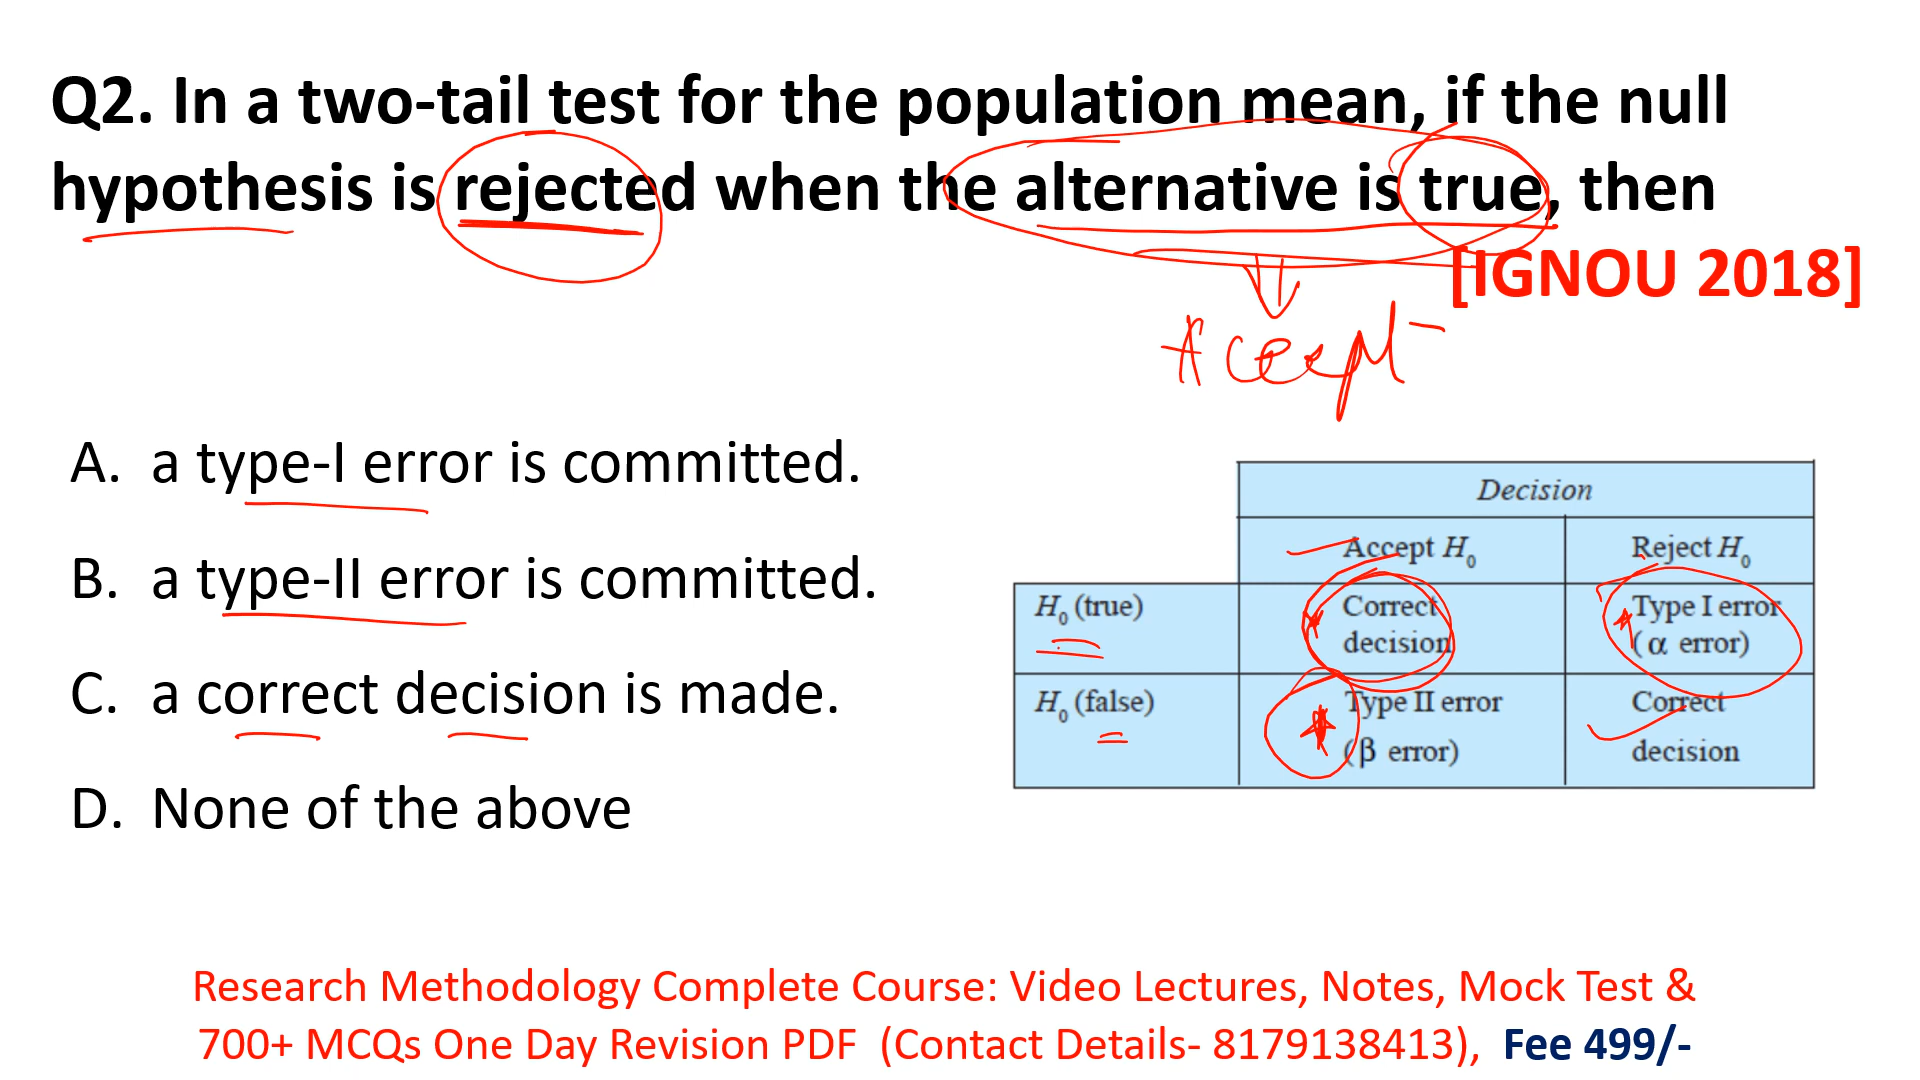 Q2. In a two-tail test for the population mean, if the null
hypothesis is rejected when the alternative is true, then
[IGNOU 2018]
Accept
A. a type-I error is committed.
B. a type-II error is committed.
C. a correct decision is made.
D. None of the above
Decision
Accept H₀ Reject H₀
H₀ (true) Correct decision Type I error (α error)
H₀ (false) Type II error (β error) Correct decision
Research Methodology Complete Course: Video Lectures, Notes, Mock Test &
700+ MCQs One Day Revision PDF (Contact Details- 8179138413), Fee 499/-